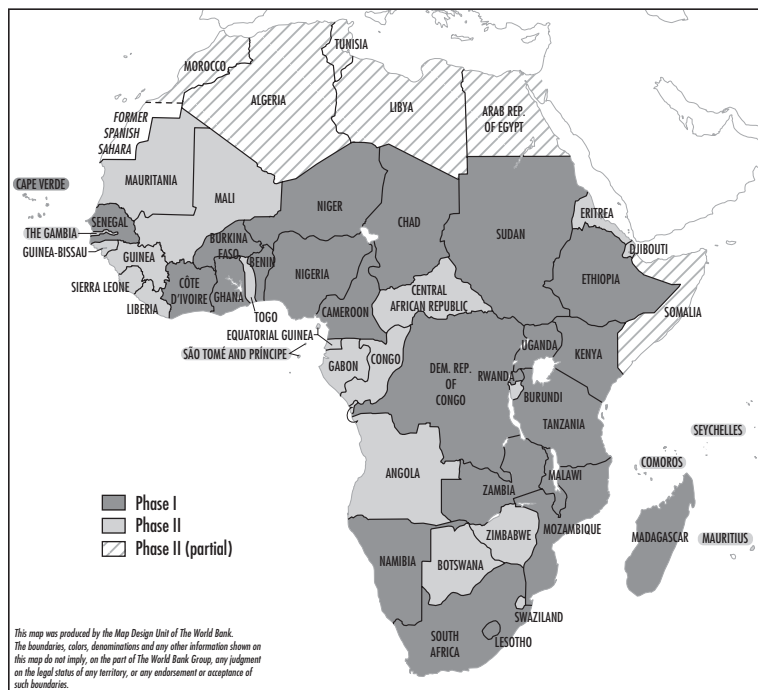 TUNISIA
MOROCCO
ALGERIA
LIBYA
ARAB REP.
OF EGYPT
FORMER
SPANISH
SAHARA
MAURITANIA
MALI
NIGER
CHAD
SUDAN
ERITREA
CAPE VERDE
SENEGAL
THE GAMBIA
GUINEA-BISSAU
GUINEA
BURKINA
FASO
BENIN
NIGERIA
DJIBOUTI
ETHIOPIA
SIERRA LEONE
CÔTE
D'IVOIRE
GHANA
LIBERIA
TOGO
CAMEROON
CENTRAL
AFRICAN REPUBLIC
SOMALIA
EQUATORIAL GUINEA
SÃO TOMÉ AND PRÍNCIPE
GABON
CONGO
DEM. REP.
OF
CONGO
UGANDA
KENYA
RWANDA
BURUNDI
TANZANIA
SEYCHELLES
COMOROS
ANGOLA
ZAMBIA
MALAWI
MOZAMBIQUE
MADAGASCAR
MAURITIUS
ZIMBABWE
NAMIBIA
BOTSWANA
SWAZILAND
SOUTH
AFRICA
LESOTHO
Phase I
Phase II
Phase II (partial)
This map was produced by the Map Design Unit of The World Bank.
The boundaries, colors, denominations and any other information shown on
this map do not imply, on the part of The World Bank Group, any judgment
on the legal status of any territory, or any endorsement or acceptance of
such boundaries.